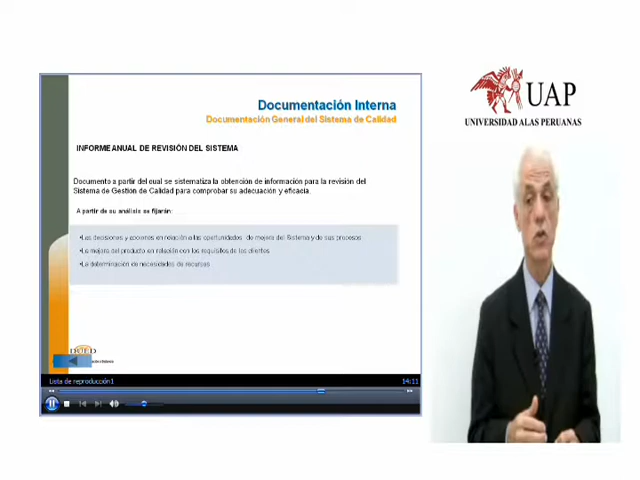 Documentación Interna
Documentación General del Sistema de Calidad
INFORME ANUAL DE REVISIÓN DEL SISTEMA
Documento a partir del cual se sistematiza la obtención de información para la revisión del
Sistema de Gestión de Calidad para comprobar su adecuación y eficacia.
A partir de su análisis se fijarán:
•Las decisiones y acciones en relación a las oportunidades de mejora del Sistema y de sus procesos
•La mejora del producto en relación con los requisitos de los clientes
•La determinación de necesidades de recursos
DUED
Lista de reproducción1
14:11
UAP
UNIVERSIDAD ALAS PERUANAS